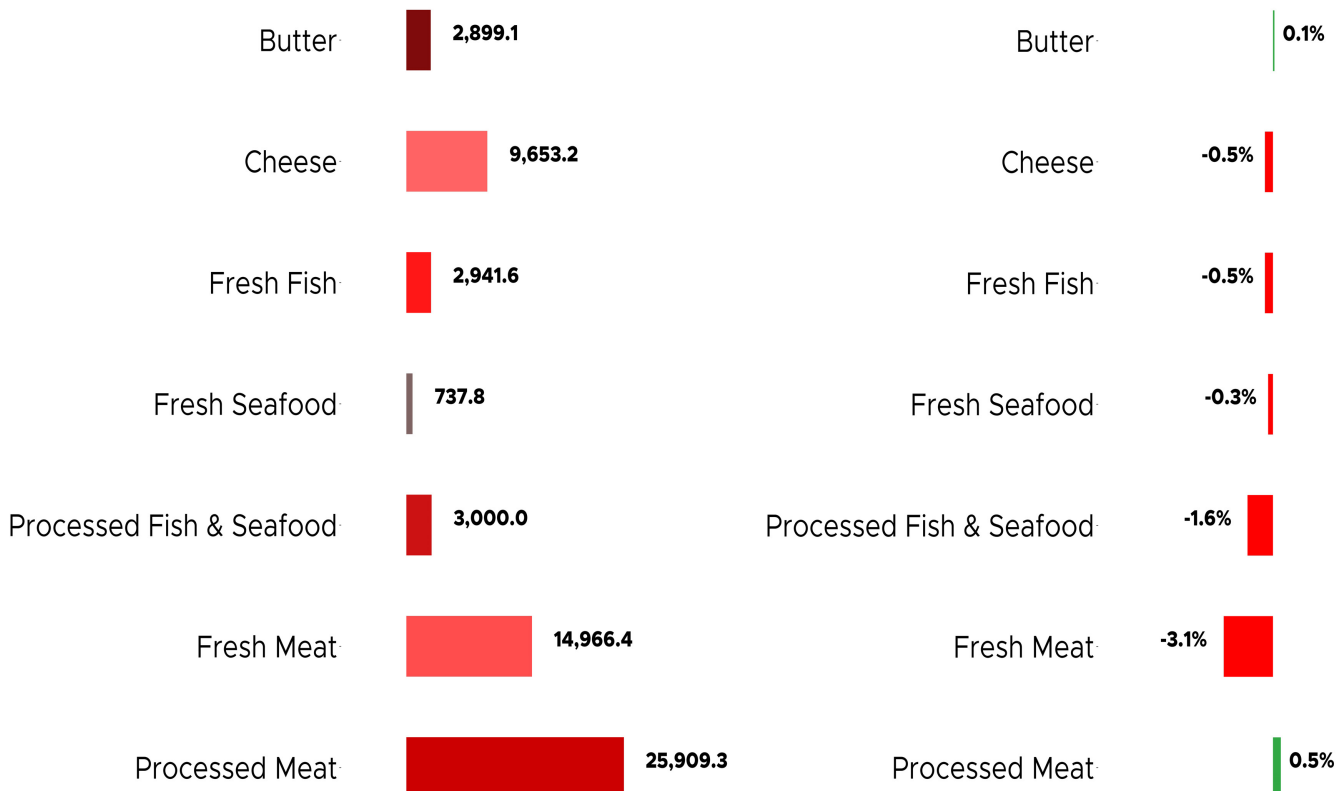 Butter 2,899.1 Butter 0.1%
Cheese 9,653.2 Cheese -0.5%
Fresh Fish 2,941.6 Fresh Fish -0.5%
Fresh Seafood 737.8 Fresh Seafood -0.3%
Processed Fish & Seafood 3,000.0 Processed Fish & Seafood -1.6%
Fresh Meat 14,966.4 Fresh Meat -3.1%
Processed Meat 25,909.3 Processed Meat 0.5%